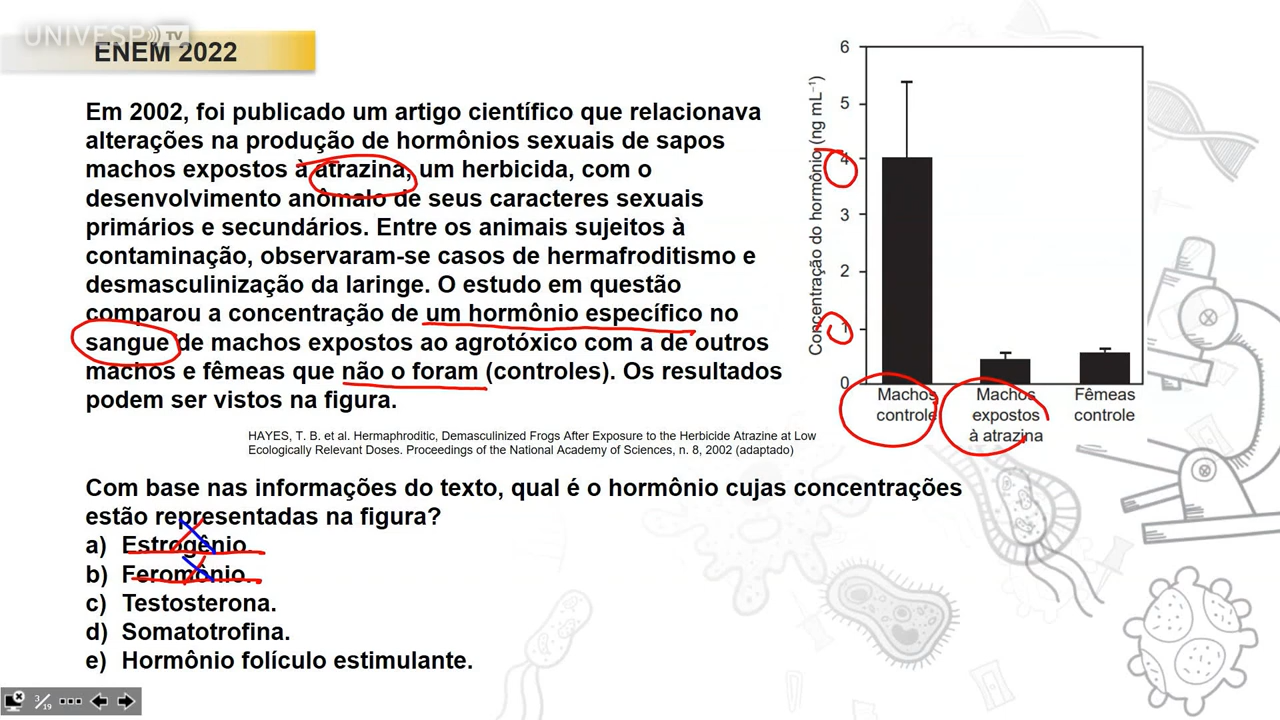 UNIVESP TV
ENEM 2022
Em 2002, foi publicado um artigo científico que relacionava
alterações na produção de hormônios sexuais de sapos
machos expostos à atrazina, um herbicida, com o
desenvolvimento anômalo de seus caracteres sexuais
primários e secundários. Entre os animais sujeitos à
contaminação, observaram-se casos de hermafroditismo e
desmasculinização da laringe. O estudo em questão
comparou a concentração de um hormônio específico no
sangue de machos expostos ao agrotóxico com a de outros
machos e fêmeas que não o foram (controles). Os resultados
podem ser vistos na figura.
HAYES, T. B. et al. Hermaphroditic, Demasculinized Frogs After Exposure to the Herbicide Atrazine at Low
Ecologically Relevant Doses. Proceedings of the National Academy of Sciences, n. 8, 2002 (adaptado)
Concentração do hormônio (ng mL⁻¹)
6
5
4
3
2
1
0
Machos
controle
Machos
expostos
à atrazina
Fêmeas
controle
Com base nas informações do texto, qual é o hormônio cujas concentrações
estão representadas na figura?
a) Estrogênio.
b) Feromônio.
c) Testosterona.
d) Somatotrofina.
e) Hormônio folículo estimulante.
3/19